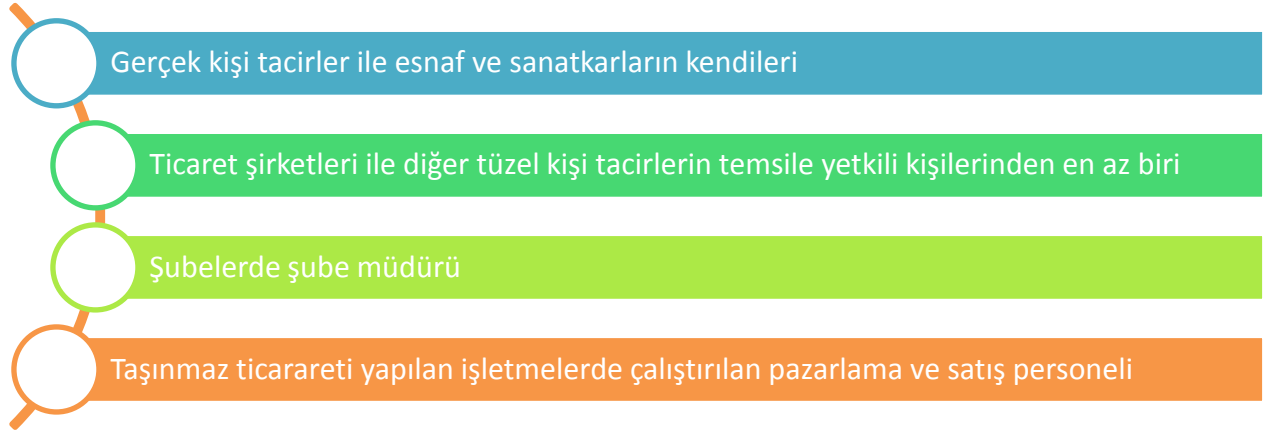 Gerçek kişi tacirler ile esnaf ve sanatkarların kendileri
Ticaret şirketleri ile diğer tüzel kişi tacirlerin temsile yetkili kişilerinden en az biri
Şubelerde şube müdürü
Taşınmaz ticarareti yapılan işletmelerde çalıştırılan pazarlama ve satış personeli